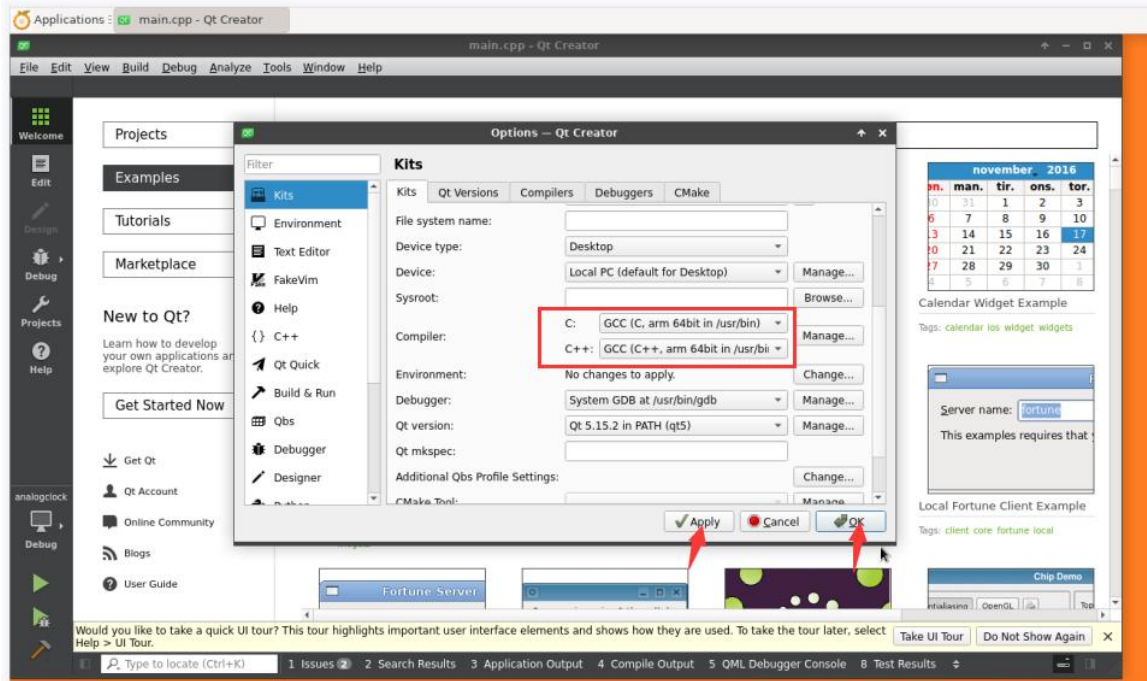 Applications
main.cpp - Qt Creator
main.cpp - Qt Creator
File Edit View Build Debug Analyze Tools Window Help
Welcome
Edit
Design
Debug
Projects
Help
analogclock
Debug
Projects
Examples
Tutorials
Marketplace
New to Qt?
Learn how to develop
your own applications
explore Qt Creator.
Get Started Now
Get Qt
Qt Account
Online Community
Blogs
User Guide
Options — Qt Creator
Filter
Kits
Environment
Text Editor
FakeVim
Help
{} C++
Qt Quick
Build & Run
Qbs
Debugger
Designer
Kits
Kits Qt Versions Compilers Debuggers CMake
File system name:
Device type: Desktop
Device: Local PC (default for Desktop) Manage...
Sysroot: Browse...
Compiler: Manage...
C: GCC (C, arm 64bit in /usr/bin)
C++: GCC (C++, arm 64bit in /usr/bi
Environment: No changes to apply. Change...
Debugger: System GDB at /usr/bin/gdb Manage...
Qt version: Qt 5.15.2 in PATH (qt5) Manage...
Qt mkspec:
Additional Qbs Profile Settings: Change...
CMake Tool: Manage
Apply Cancel OK
november 2016
man. tir. ons. tor.
31 1 2 3
7 8 9 10
14 15 16 17
21 22 23 24
28 29 30 1
5 6 7 8
Calendar Widget Example
Tags: calendar ios widget widgets
Server name: fortune
This examples requires that
Local Fortune Client Example
Tags: client core fortune local
Fortune Server
Chip Demo
OpenGL
Would you like to take a quick UI tour? This tour highlights important user interface elements and shows how they are used. To take the tour later, select
Help > UI Tour.
Take UI Tour Do Not Show Again
Type to locate (Ctrl+K) 1 Issues 2 2 Search Results 3 Application Output 4 Compile Output 5 QML Debugger Console 8 Test Results